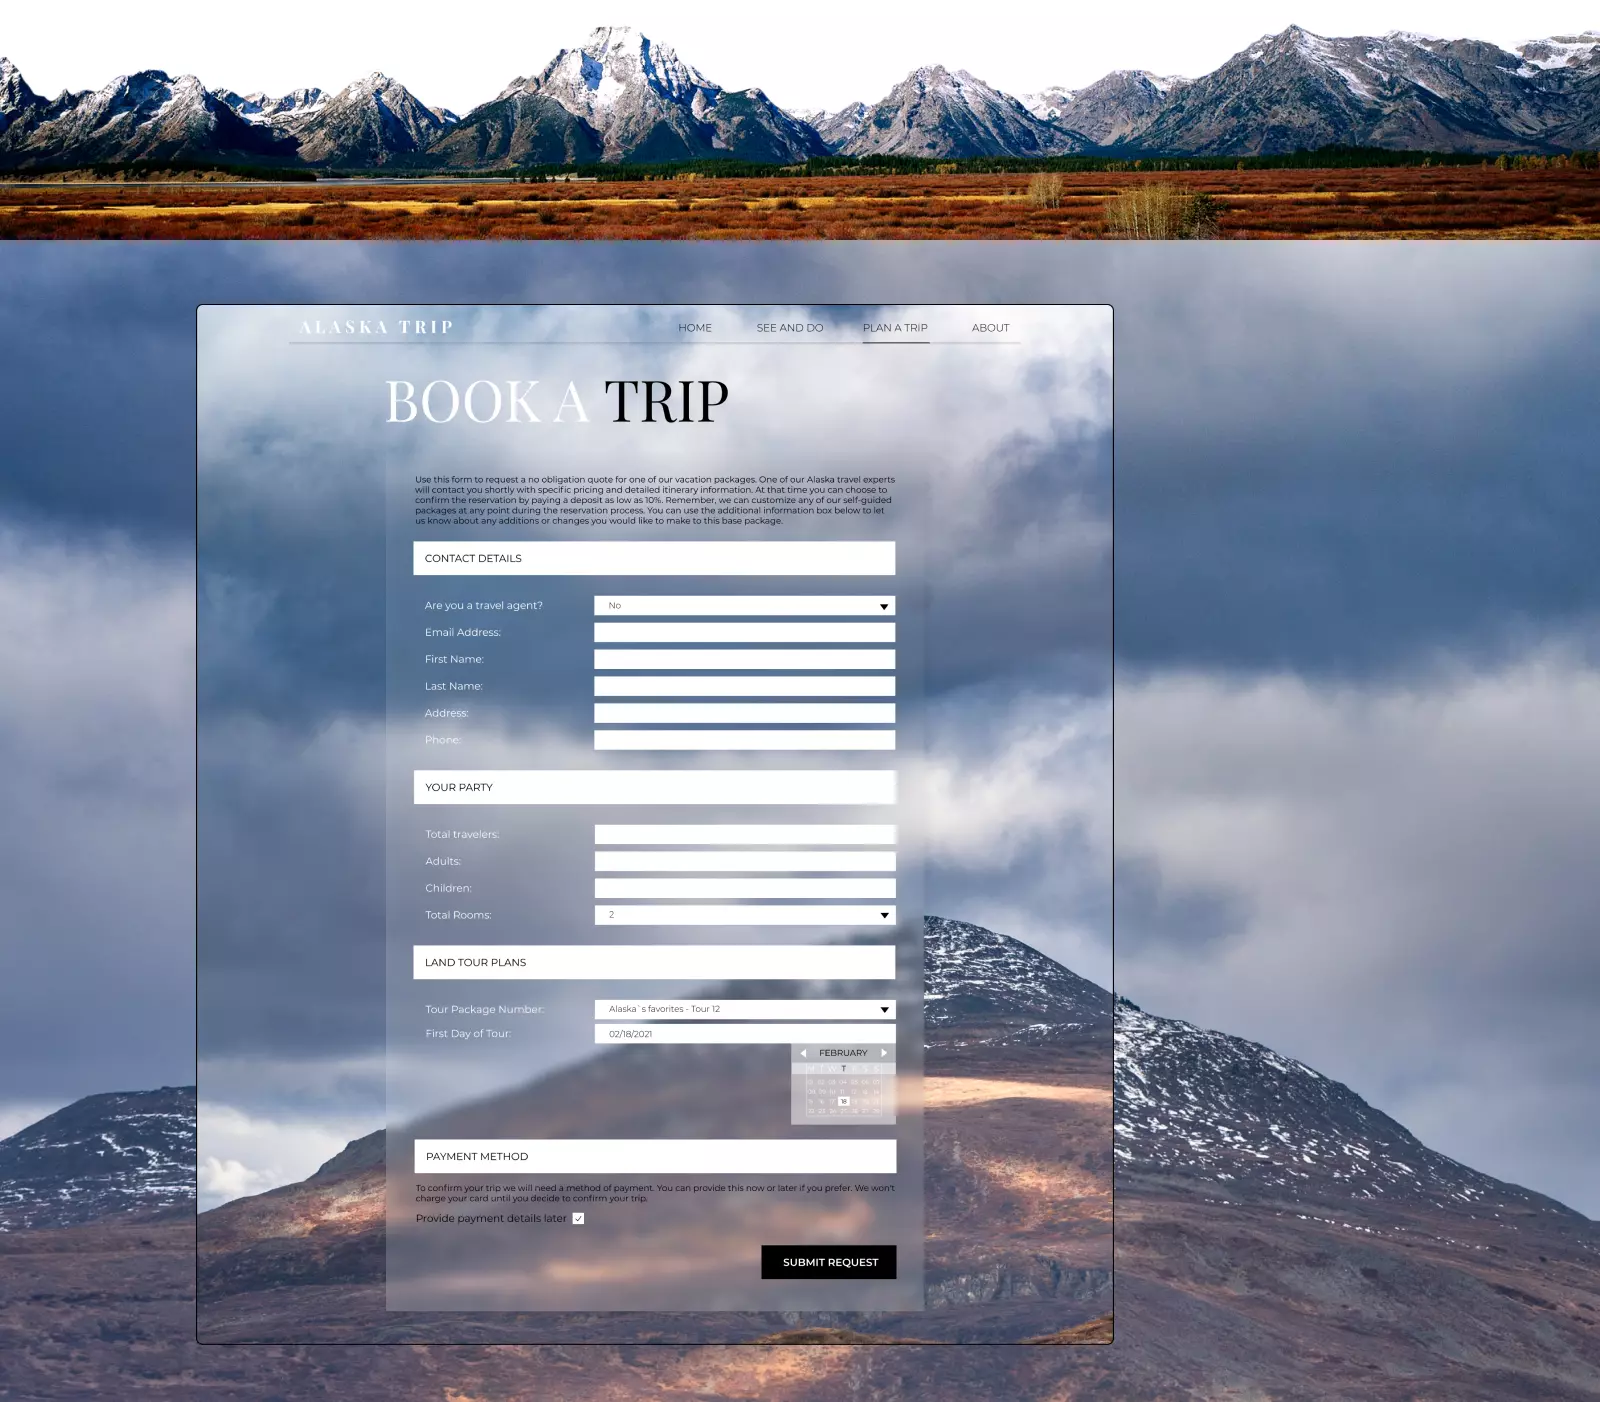 ALASKA TRIP
HOME SEE AND DO PLAN A TRIP ABOUT
BOOK A TRIP
Use this form to request a no obligation quote for one of our vacation packages. One of our Alaska travel experts
will contact you shortly with specific pricing and detailed itinerary information. At that time you can choose to
confirm the reservation by paying a deposit as low as 10%. Remember, we can customize any of our self-guided
packages at any point during the reservation process. You can use the additional information box below to let
us know about any additions or changes you would like to make to this base package.
CONTACT DETAILS
Are you a travel agent? No
Email Address:
First Name:
Last Name:
Address:
Phone:
YOUR PARTY
Total travelers:
Adults:
Children:
Total Rooms: 2
LAND TOUR PLANS
Tour Package Number: Alaska`s favorites - Tour 12
First Day of Tour: 02/18/2021
FEBRUARY
T
18
PAYMENT METHOD
To confirm your trip we will need a method of payment. You can provide this now or later if you prefer. We won't
charge your card until you decide to confirm your trip.
Provide payment details later
SUBMIT REQUEST